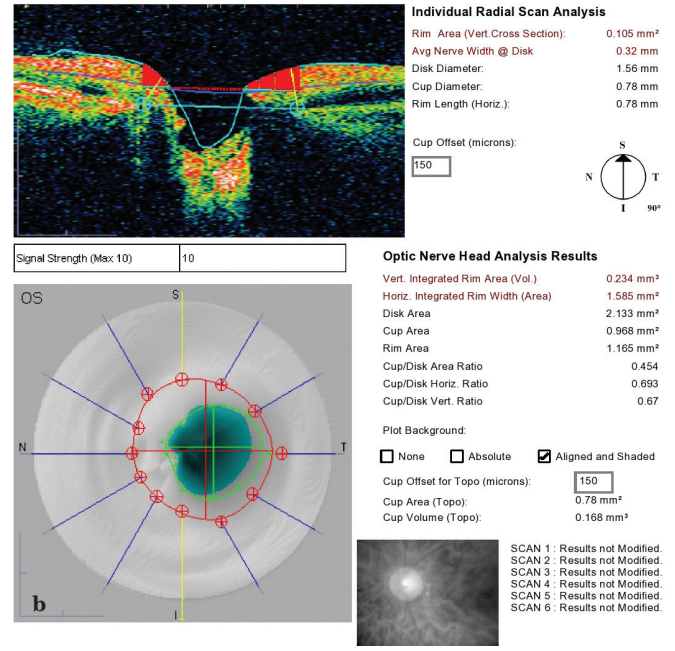 Individual Radial Scan Analysis
Rim Area (Vert.Cross Section): 0.105 mm²
Avg Nerve Width @ Disk 0.32 mm
Disk Diameter: 1.56 mm
Cup Diameter: 0.78 mm
Rim Length (Horiz.): 0.78 mm
Cup Offset (microns):
150
S
N T
I 90°
Signal Strength (Max 10) 10
Optic Nerve Head Analysis Results
Vert. Integrated Rim Area (Vol.) 0.234 mm³
Horiz. Integrated Rim Width (Area) 1.585 mm²
Disk Area 2.133 mm²
Cup Area 0.968 mm²
Rim Area 1.165 mm²
Cup/Disk Area Ratio 0.454
Cup/Disk Horiz. Ratio 0.693
Cup/Disk Vert. Ratio 0.67
Plot Background:
None Absolute Aligned and Shaded
Cup Offset for Topo (microns): 150
Cup Area (Topo): 0.78 mm²
Cup Volume (Topo): 0.168 mm³
OS
S
N T
I
b
SCAN 1 : Results not Modified.
SCAN 2 : Results not Modified.
SCAN 3 : Results not Modified.
SCAN 4 : Results not Modified.
SCAN 5 : Results not Modified.
SCAN 6 : Results not Modified.